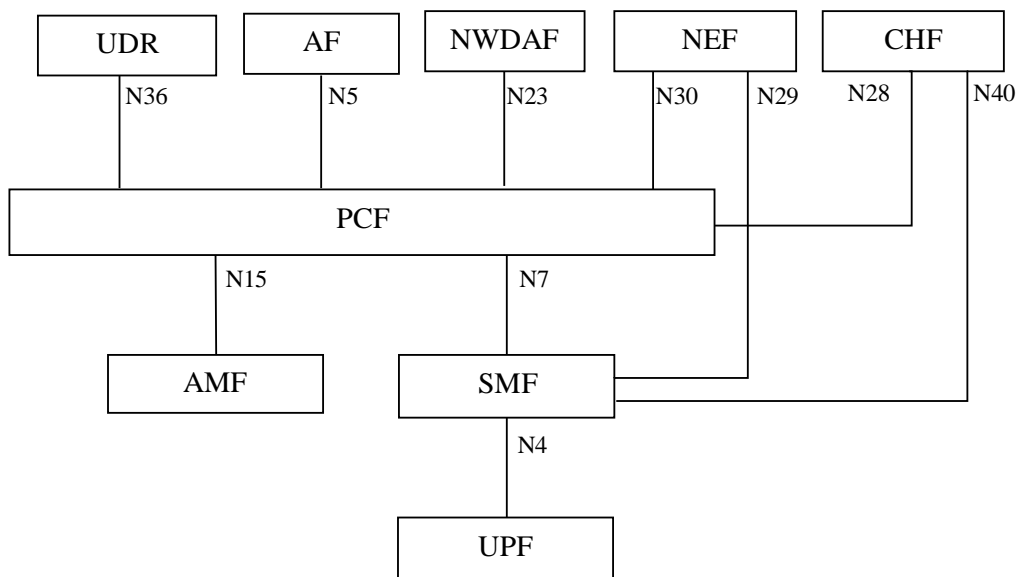 UDR
AF
NWDAF
NEF
CHF
N36
N5
N23
N30
N29
N28
N40
PCF
N15
N7
AMF
SMF
N4
UPF